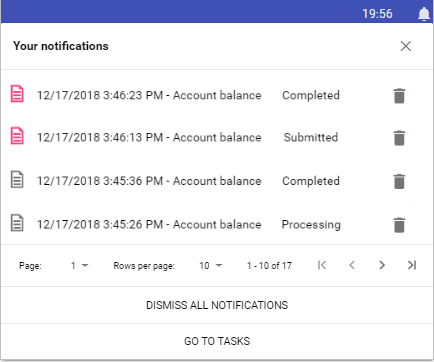 19:56
Your notifications
12/17/2018 3:46:23 PM - Account balance Completed
12/17/2018 3:46:13 PM - Account balance Submitted
12/17/2018 3:45:36 PM - Account balance Completed
12/17/2018 3:45:26 PM - Account balance Processing
Page: 1 Rows per page: 10 1 - 10 of 17
DISMISS ALL NOTIFICATIONS
GO TO TASKS